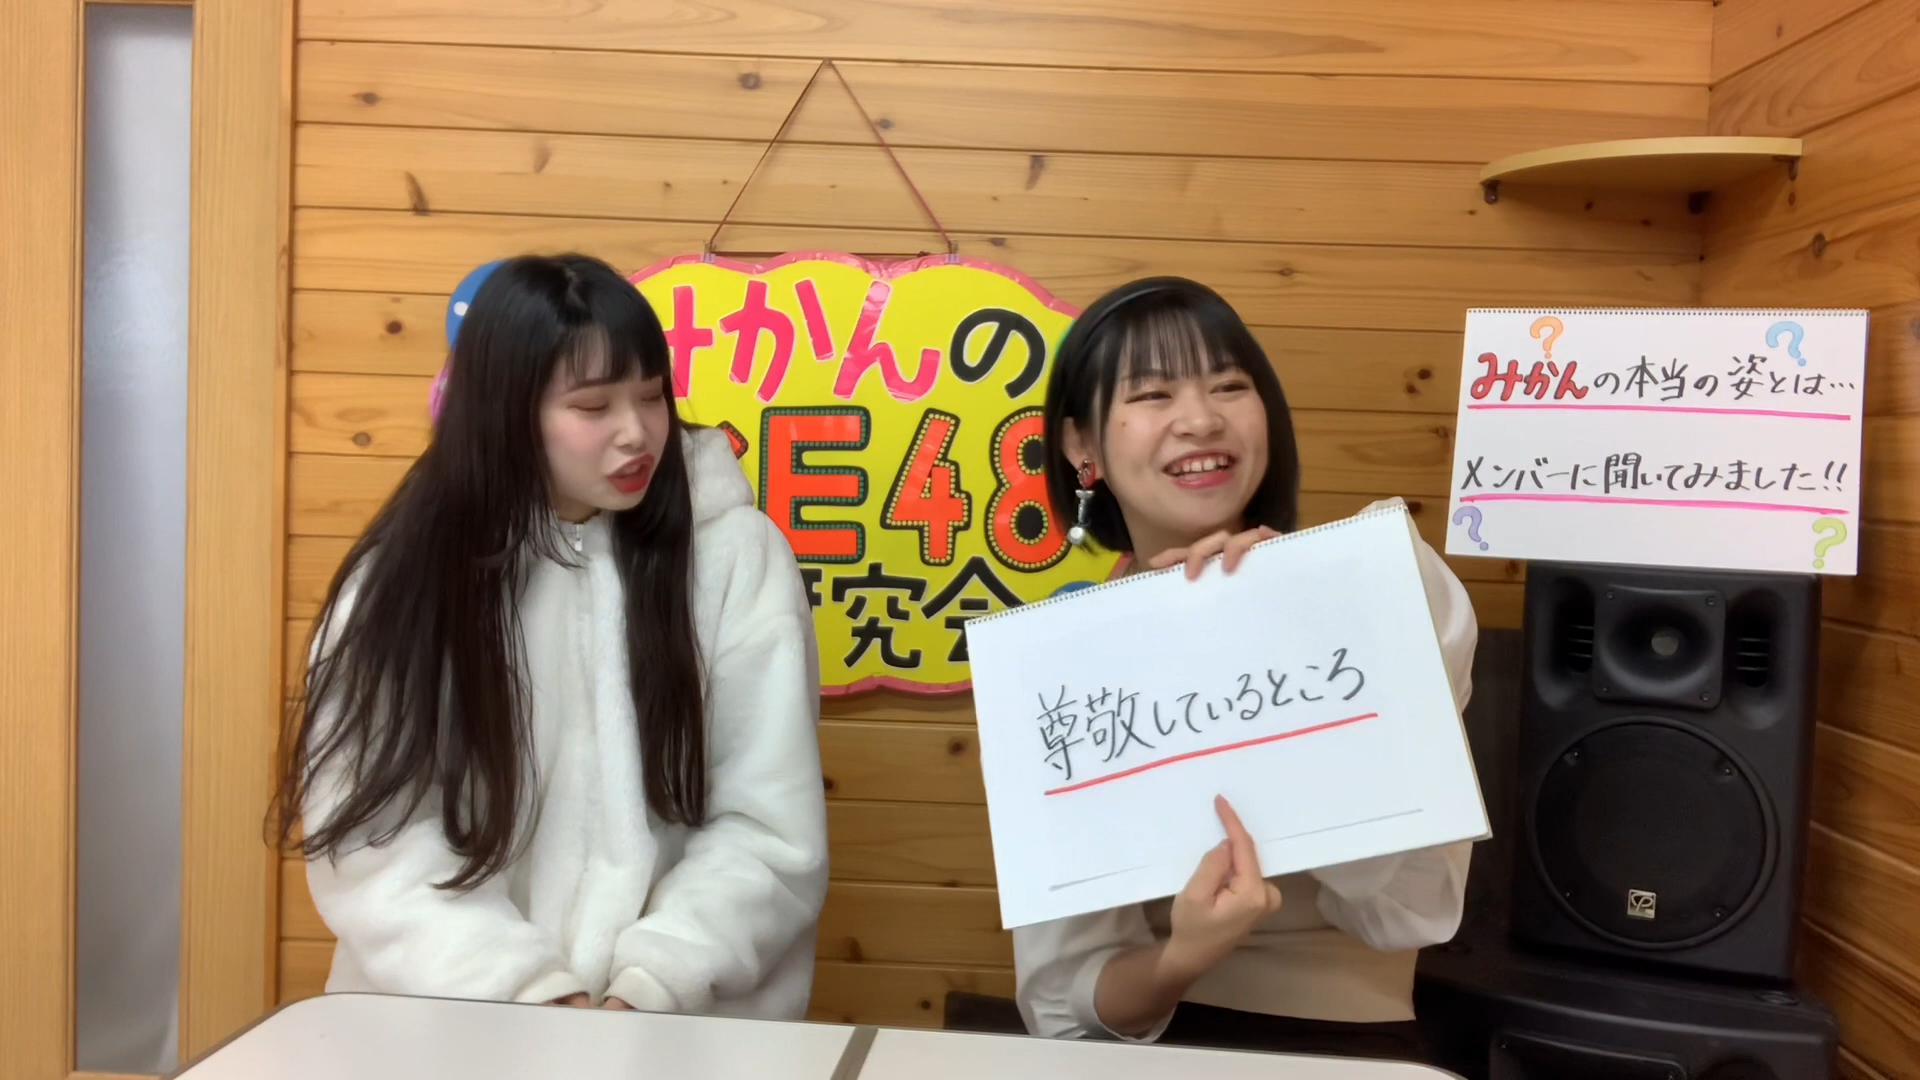 みかんの
E48
究会
みかんの本当の姿とは…
メンバーに聞いてみました!!
尊敬しているところ